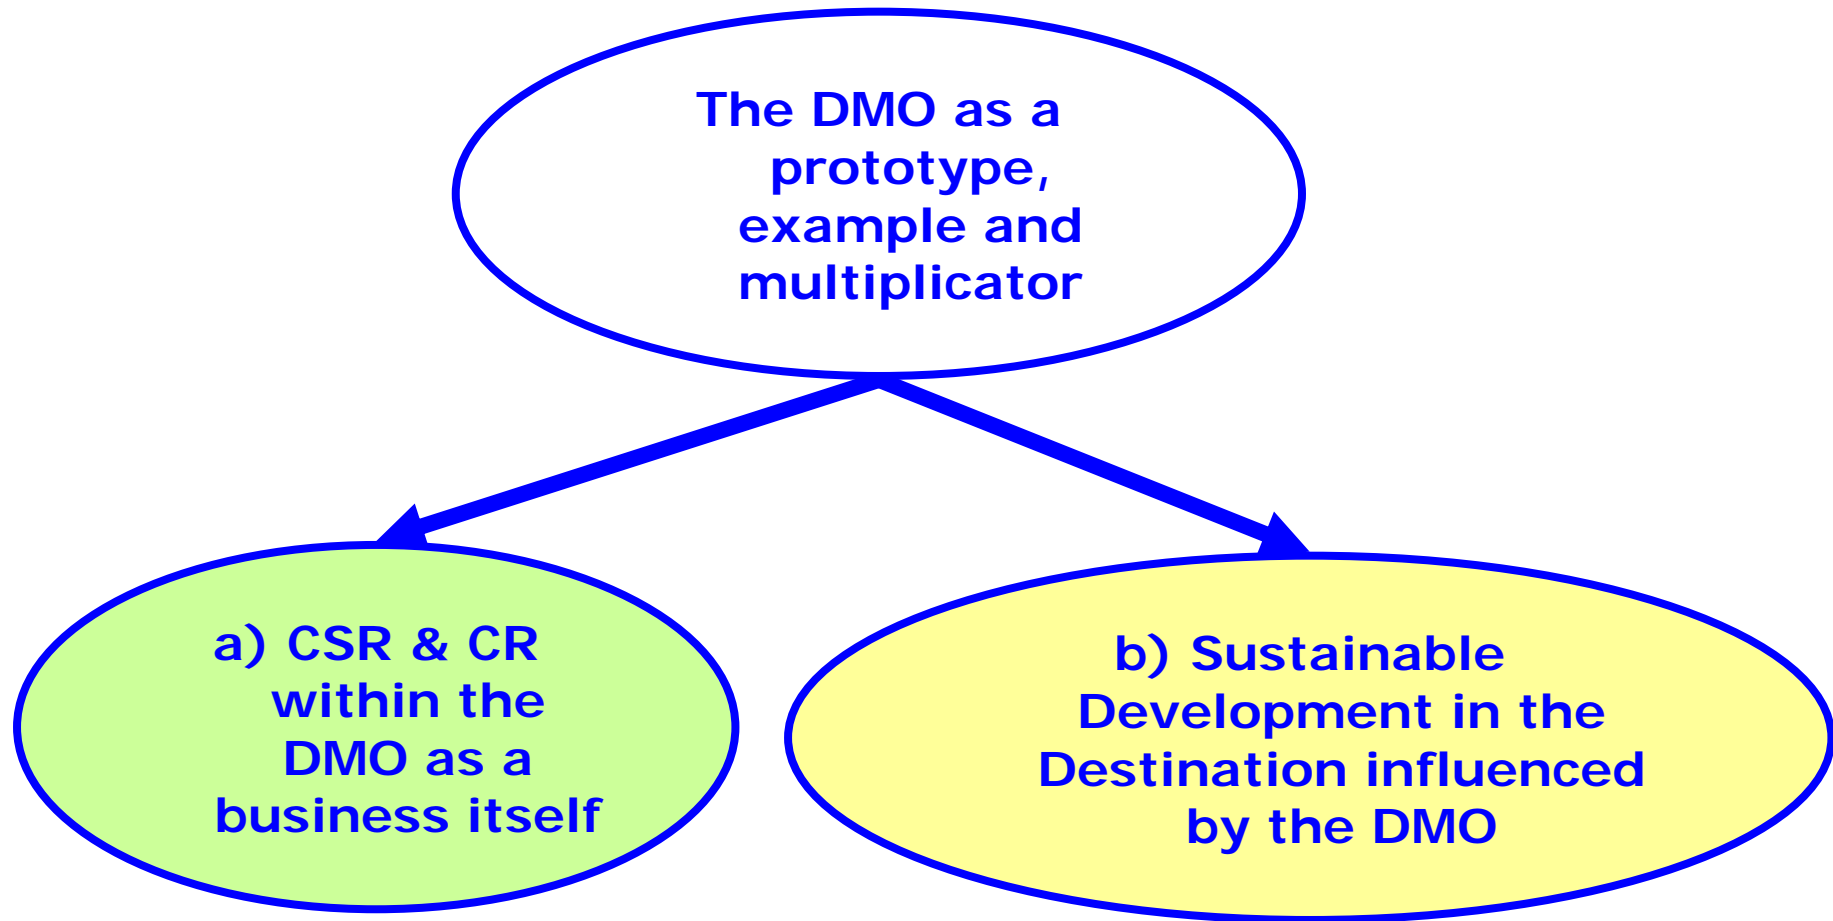 The DMO as a
prototype,
example and
multiplicator
a) CSR & CR
within the
DMO as a
business itself
b) Sustainable
Development in the
Destination influenced
by the DMO